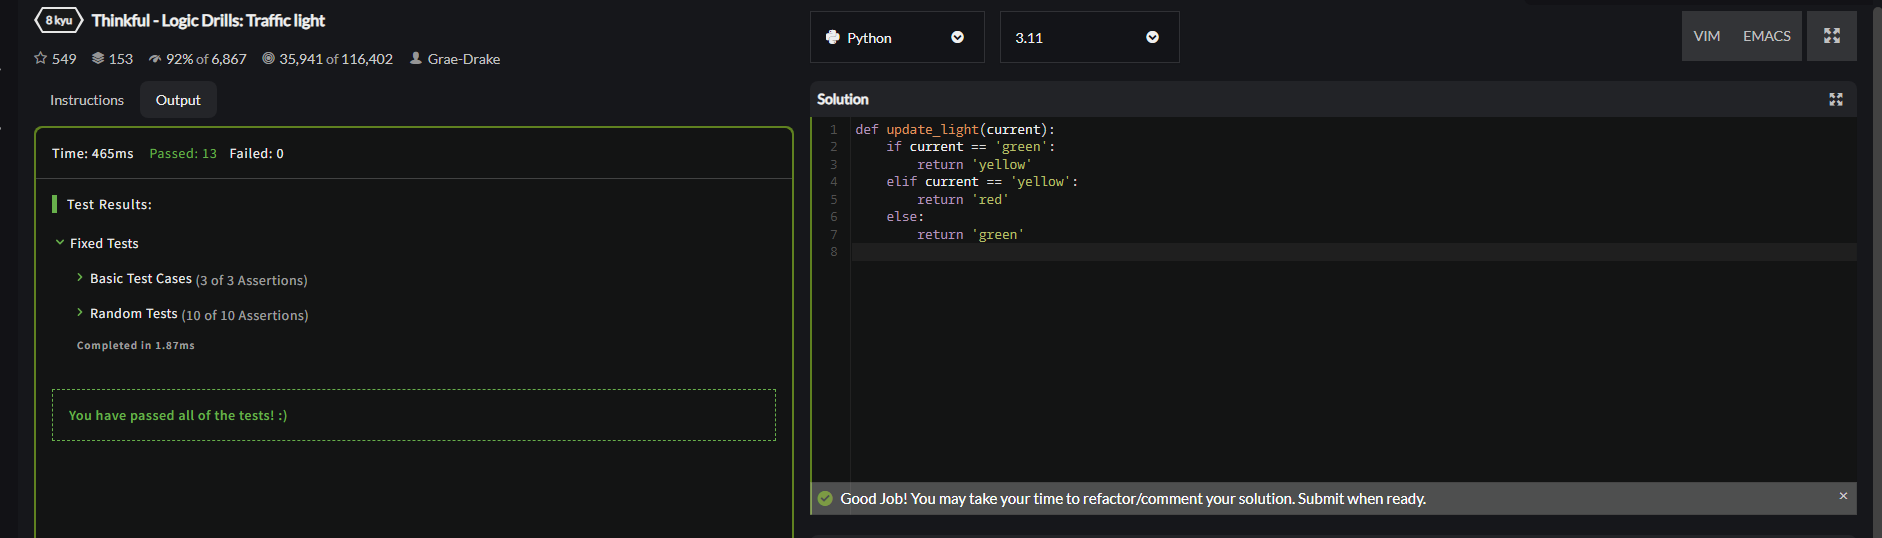 8 kyu Thinkful - Logic Drills: Traffic light
549 153 92% of 6,867 35,941 of 116,402 Grae-Drake
Instructions Output
Time: 465ms Passed: 13 Failed: 0
Test Results:
Fixed Tests
Basic Test Cases (3 of 3 Assertions)
Random Tests (10 of 10 Assertions)
Completed in 1.87ms
You have passed all of the tests! :)
Python 3.11 VIM EMACS
Solution
1 def update_light(current):
2     if current == 'green':
3         return 'yellow'
4     elif current == 'yellow':
5         return 'red'
6     else:
7         return 'green'
8
Good Job! You may take your time to refactor/comment your solution. Submit when ready. ×